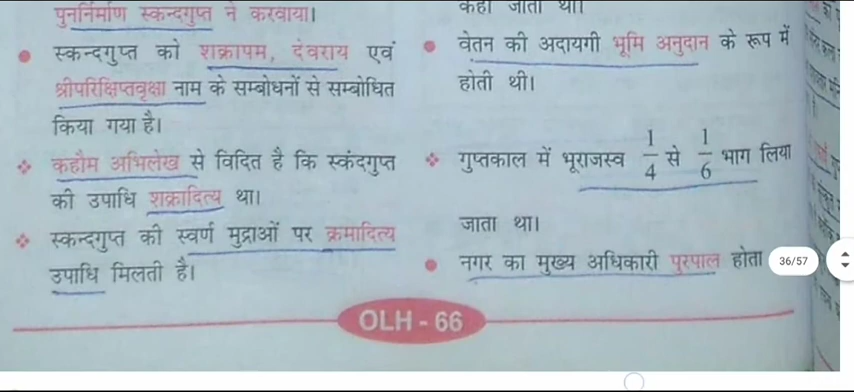 पुनर्निर्माण स्कन्दगुप्त ने करवाया।
स्कन्दगुप्त को शक्रापम, देवराय एवं
श्रीपरिक्षिप्तवृक्षा नाम के सम्बोधनों से सम्बोधित
किया गया है।
कहौम अभिलेख से विदित है कि स्कंदगुप्त
की उपाधि शक्रादित्य था।
स्कन्दगुप्त की स्वर्ण मुद्राओं पर क्रमादित्य
उपाधि मिलती है।
कहा जाता था।
वेतन की अदायगी भूमि अनुदान के रूप में
होती थी।
गुप्तकाल में भूराजस्व 1/4 से 1/6 भाग लिया
जाता था।
नगर का मुख्य अधिकारी पुरपाल होता
36/57
OLH - 66